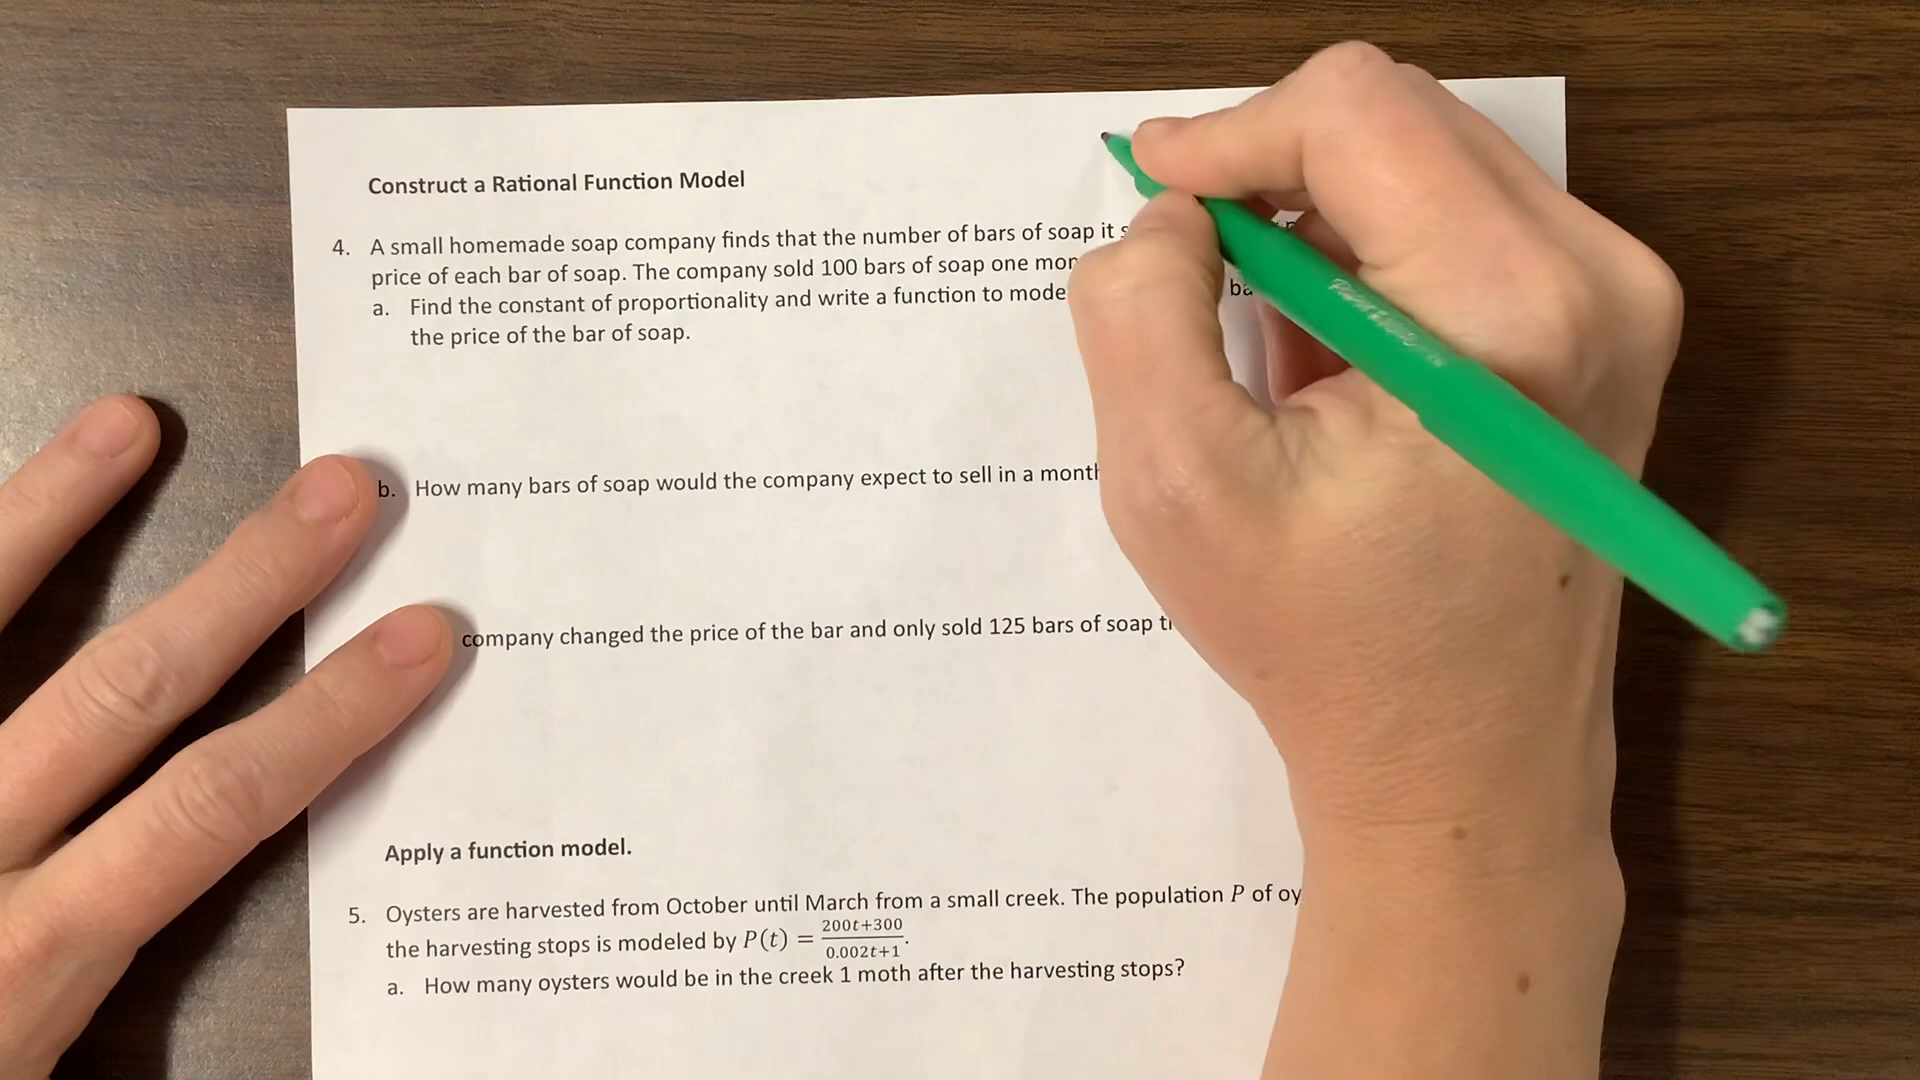 Construct a Rational Function Model
4. A small homemade soap company finds that the number of bars of soap it
price of each bar of soap. The company sold 100 bars of soap one
a. Find the constant of proportionality and write a function to
the price of the bar of soap.
b. How many bars of soap would the company expect to sell in a
company changed the price of the bar and only sold 125 bars of soap
Apply a function model.
5. Oysters are harvested from October until March from a small creek. The population P of
the harvesting stops is modeled by P(t) = \frac{200t+300}{0.002t+1}.
a. How many oysters would be in the creek 1 moth after the harvesting stops?